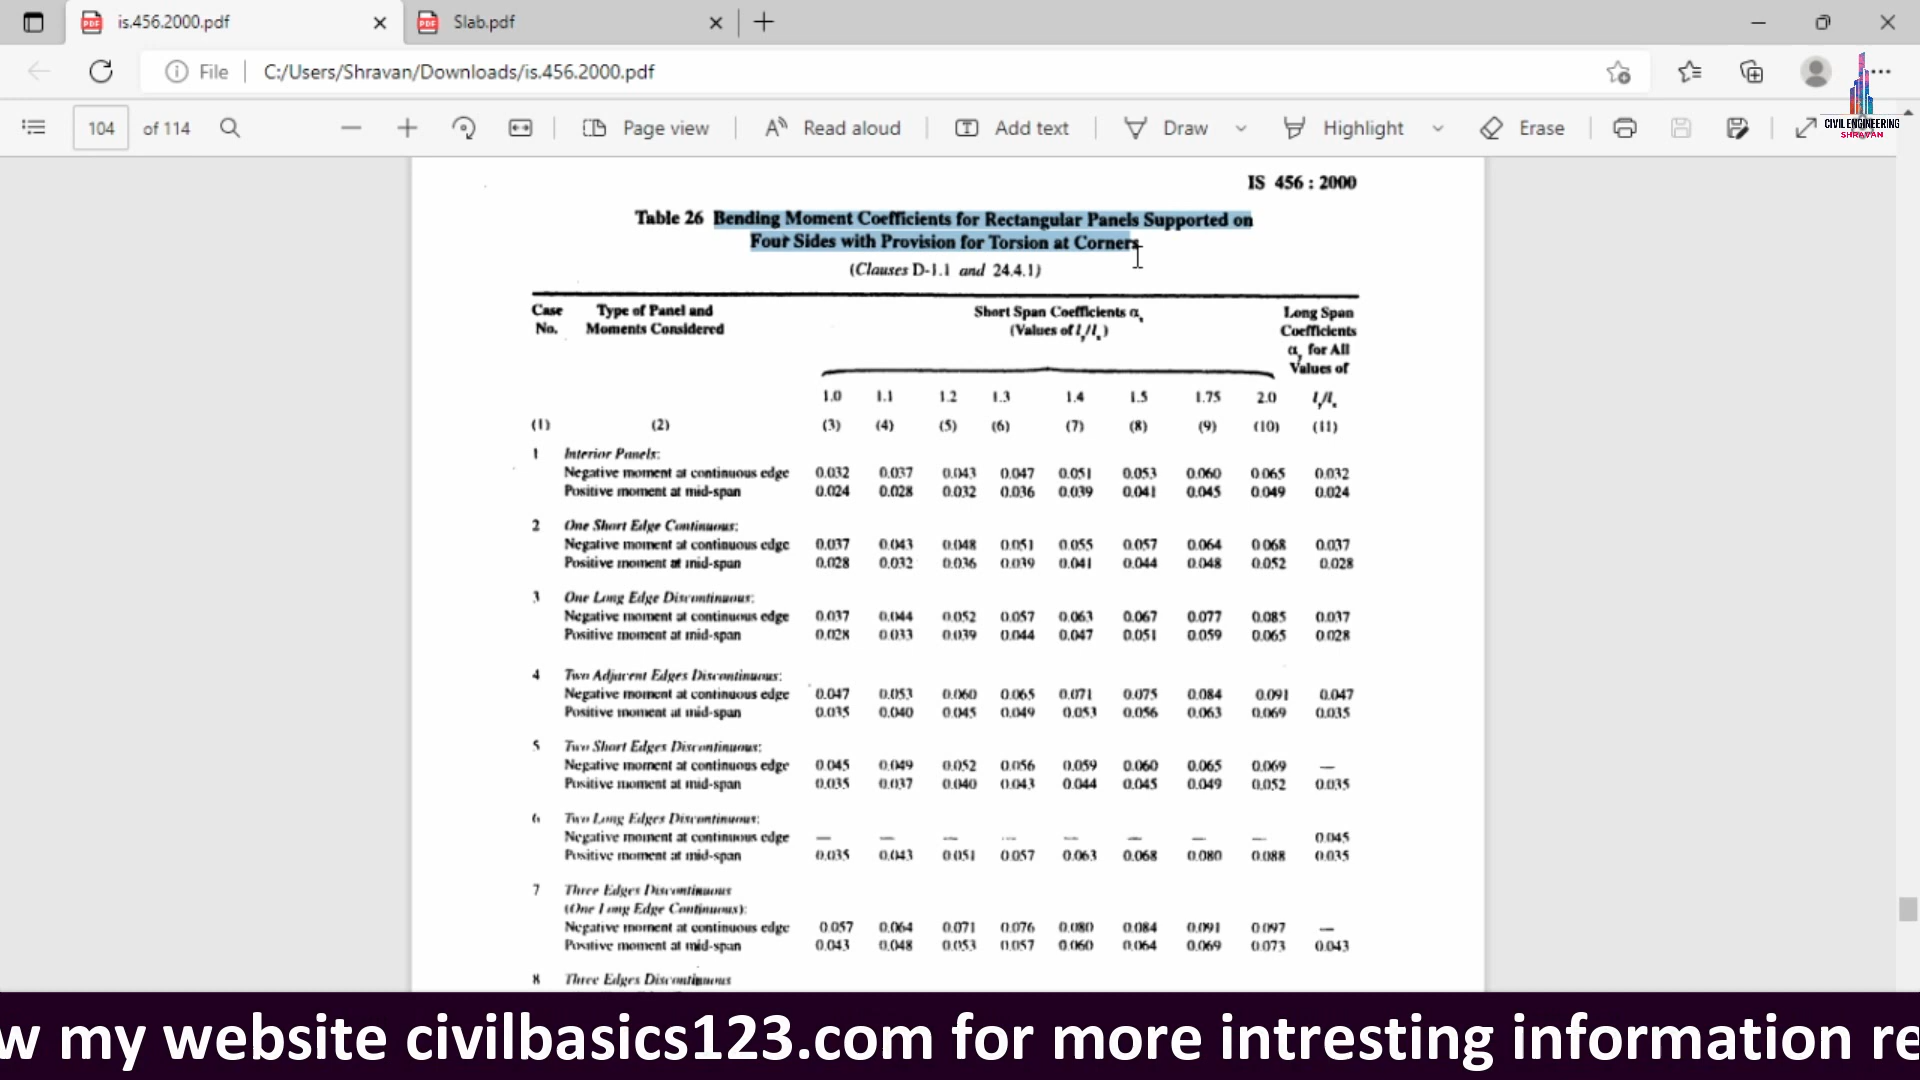 is.456.2000.pdf
Slab.pdf
File
C:/Users/Shravan/Downloads/is.456.2000.pdf
104 of 114
Page view
Read aloud
Add text
Draw
Highlight
Erase
CIVIL ENGINEERING
SHRAVAN
IS 456 : 2000
Table 26 Bending Moment Coefficients for Rectangular Panels Supported on
Four Sides with Provision for Torsion at Corners
(Clauses D-1.1 and 24.4.1)
Case Type of Panel and Short Span Coefficients αx Long Span
No. Moments Considered (Values of ly/lx) Coefficients
αy for All
Values of
1.0 1.1 1.2 1.3 1.4 1.5 1.75 2.0 ly/lx
(1) (2) (3) (4) (5) (6) (7) (8) (9) (10) (11)
1 Interior Panels:
Negative moment at continuous edge 0.032 0.037 0.043 0.047 0.051 0.053 0.060 0.065 0.032
Positive moment at mid-span 0.024 0.028 0.032 0.036 0.039 0.041 0.045 0.049 0.024
2 One Short Edge Continuous:
Negative moment at continuous edge 0.037 0.043 0.048 0.051 0.055 0.057 0.064 0.068 0.037
Positive moment at mid-span 0.028 0.032 0.036 0.039 0.041 0.044 0.048 0.052 0.028
3 One Long Edge Discontinuous:
Negative moment at continuous edge 0.037 0.044 0.052 0.057 0.063 0.067 0.077 0.085 0.037
Positive moment at mid-span 0.028 0.033 0.039 0.044 0.047 0.051 0.059 0.065 0.028
4 Two Adjacent Edges Discontinuous:
Negative moment at continuous edge 0.047 0.053 0.060 0.065 0.071 0.075 0.084 0.091 0.047
Positive moment at mid-span 0.035 0.040 0.045 0.049 0.053 0.056 0.063 0.069 0.035
5 Two Short Edges Discontinuous:
Negative moment at continuous edge 0.045 0.049 0.052 0.056 0.059 0.060 0.065 0.069 —
Positive moment at mid-span 0.035 0.037 0.040 0.043 0.044 0.045 0.049 0.052 0.035
6 Two Long Edges Discontinuous:
Negative moment at continuous edge — — — — — — — — 0.045
Positive moment at mid-span 0.035 0.043 0.051 0.057 0.063 0.068 0.080 0.088 0.035
7 Three Edges Discontinuous
(One Long Edge Continuous):
Negative moment at continuous edge 0.057 0.064 0.071 0.076 0.080 0.084 0.091 0.097 —
Positive moment at mid-span 0.043 0.048 0.053 0.057 0.060 0.064 0.069 0.073 0.043
8 Three Edges Discontinuous
w my website civilbasics123.com for more intresting information re